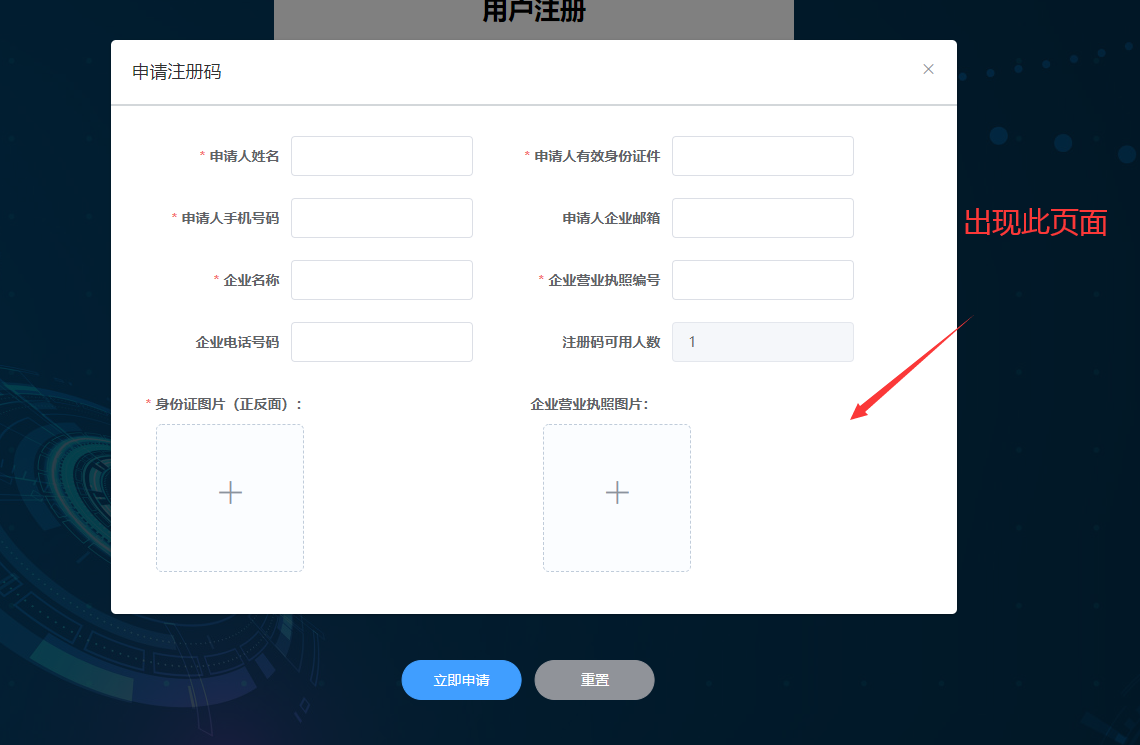 用户注册
申请注册码
* 申请人姓名
* 申请人有效身份证件
* 申请人手机号码
申请人企业邮箱
出现此页面
* 企业名称
* 企业营业执照编号
企业电话号码
注册码可用人数
1
* 身份证图片（正反面）：
企业营业执照图片：
立即申请
重置